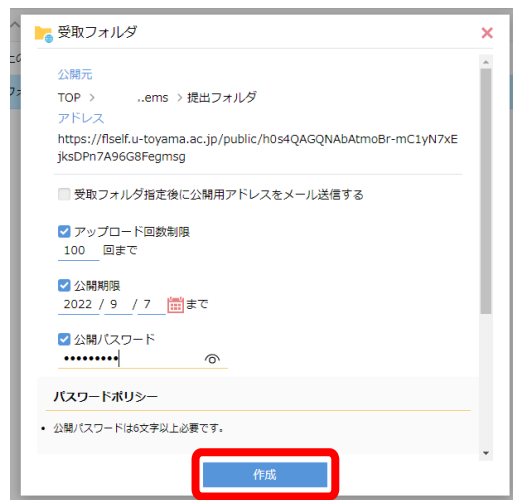 受取フォルダ
公開元
TOP > ..ems > 提出フォルダ
アドレス
https://flself.u-toyama.ac.jp/public/h0s4QAGQNAbAtmoBr-mC1yN7xE
jksDPn7A96G8Fegmsg
受取フォルダ指定後に公開用アドレスをメール送信する
アップロード回数制限
100 回まで
公開期限
2022 / 9 / 7 まで
公開パスワード
•••••••••
パスワードポリシー
• 公開パスワードは6文字以上必要です。
作成